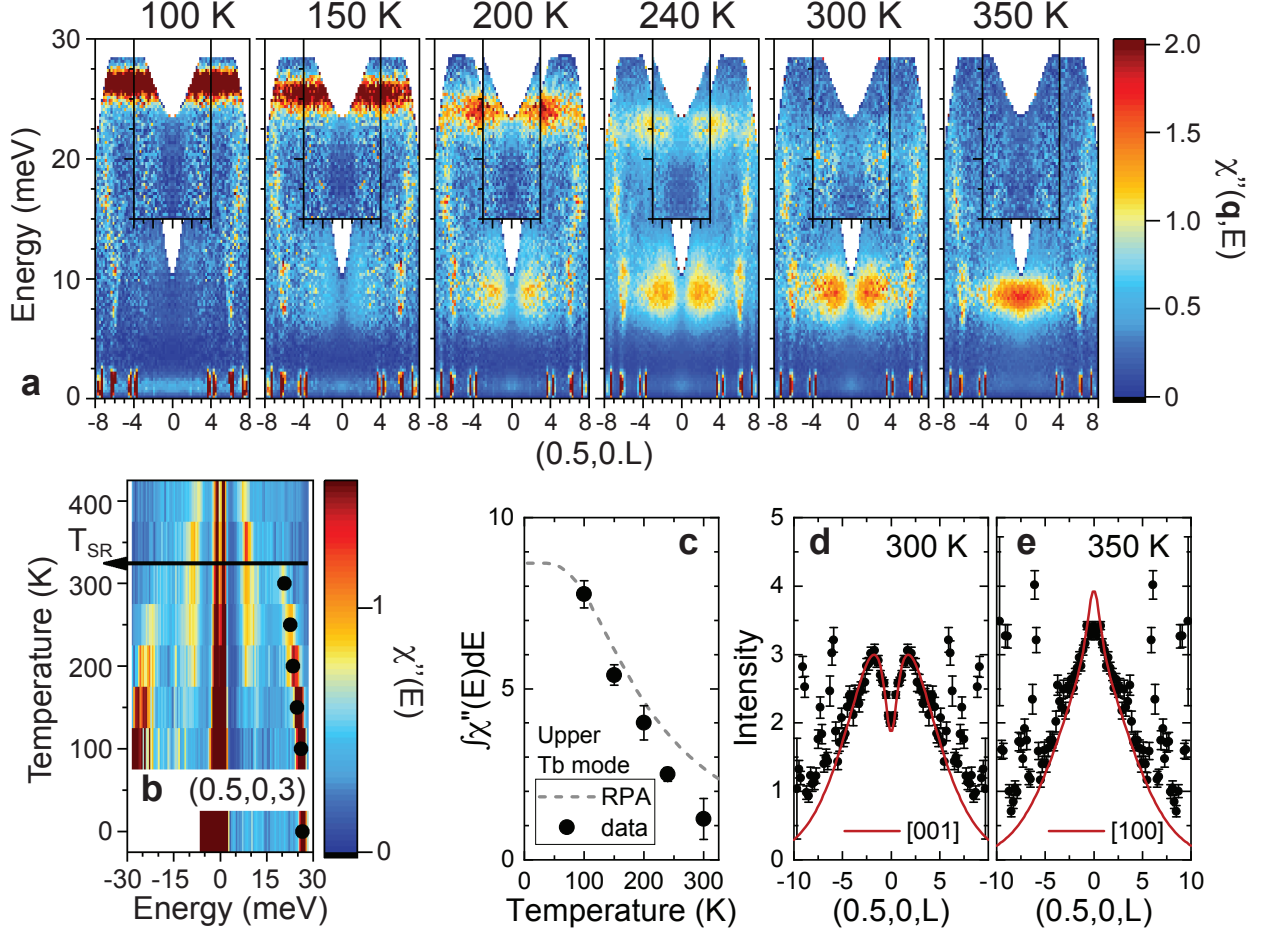 100 K 150 K 200 K 240 K 300 K 350 K
30
20
10
0
Energy (meV)
a
-8 -4 0 4 8 -8 -4 0 4 8 -8 -4 0 4 8 -8 -4 0 4 8 -8 -4 0 4 8 -8 -4 0 4 8
(0.5,0.L)
2.0
1.5
1.0
0.5
0
χ''(q,E)
400
TSR
300
200
100
0
Temperature (K)
b (0.5,0,3)
-30 -15 0 15 30
Energy (meV)
1
0
χ''(E)
10
5
0
∫χ''(E)dE
c
Upper
Tb mode
RPA
data
0 100 200 300
Temperature (K)
5
4
3
2
1
0
Intensity
d 300 K
[001]
-10 -5 0 5
(0.5,0,L)
e 350 K
[100]
-10 -5 0 5 10
(0.5,0,L)